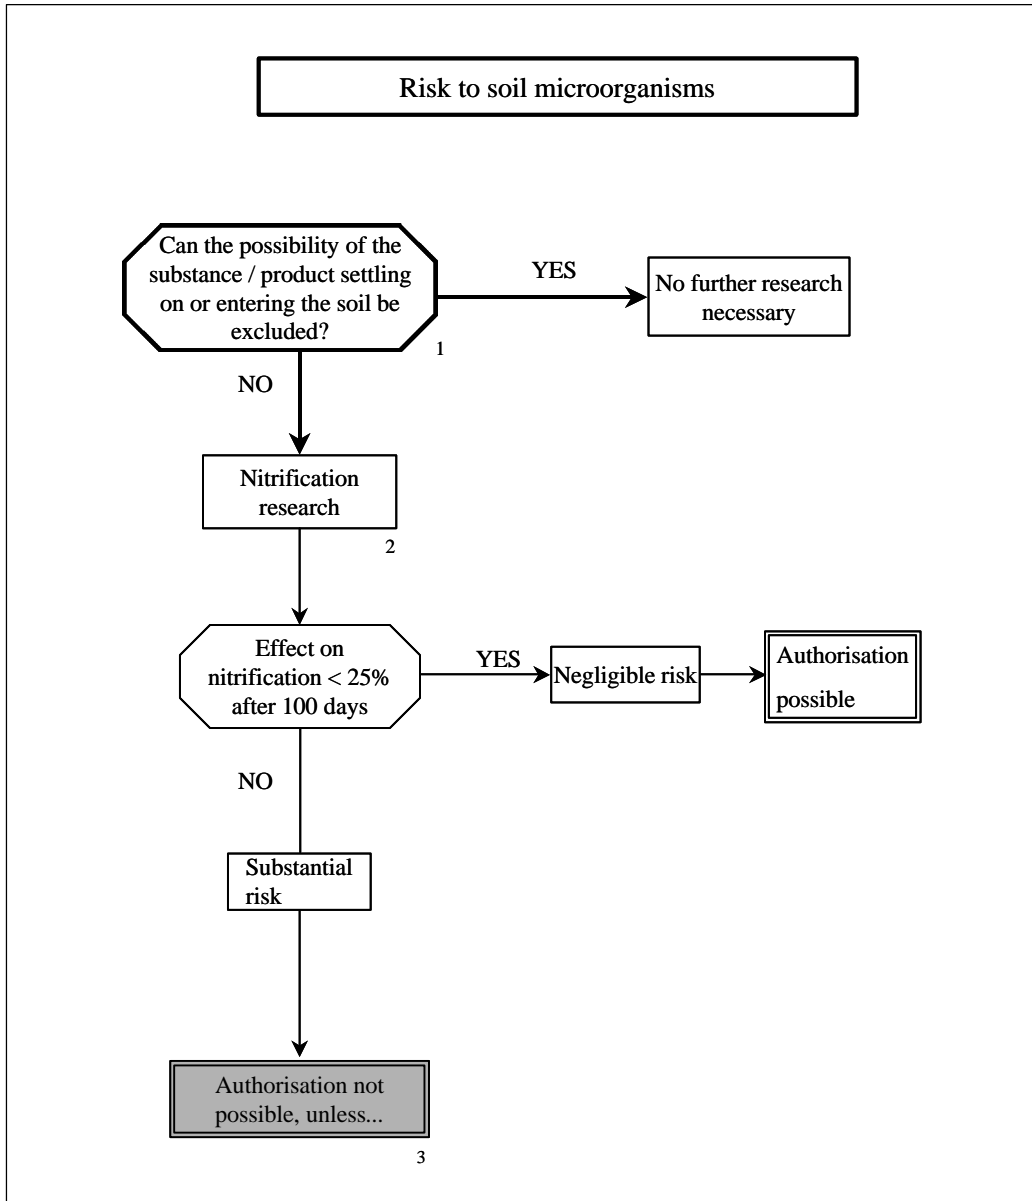 Risk to soil microorganisms
Can the possibility of the
substance / product settling
on or entering the soil be
excluded?
1
YES
No further research
necessary
NO
Nitrification
research
2
Effect on
nitrification < 25%
after 100 days
YES
Negligible risk
Authorisation
possible
NO
Substantial
risk
Authorisation not
possible, unless...
3